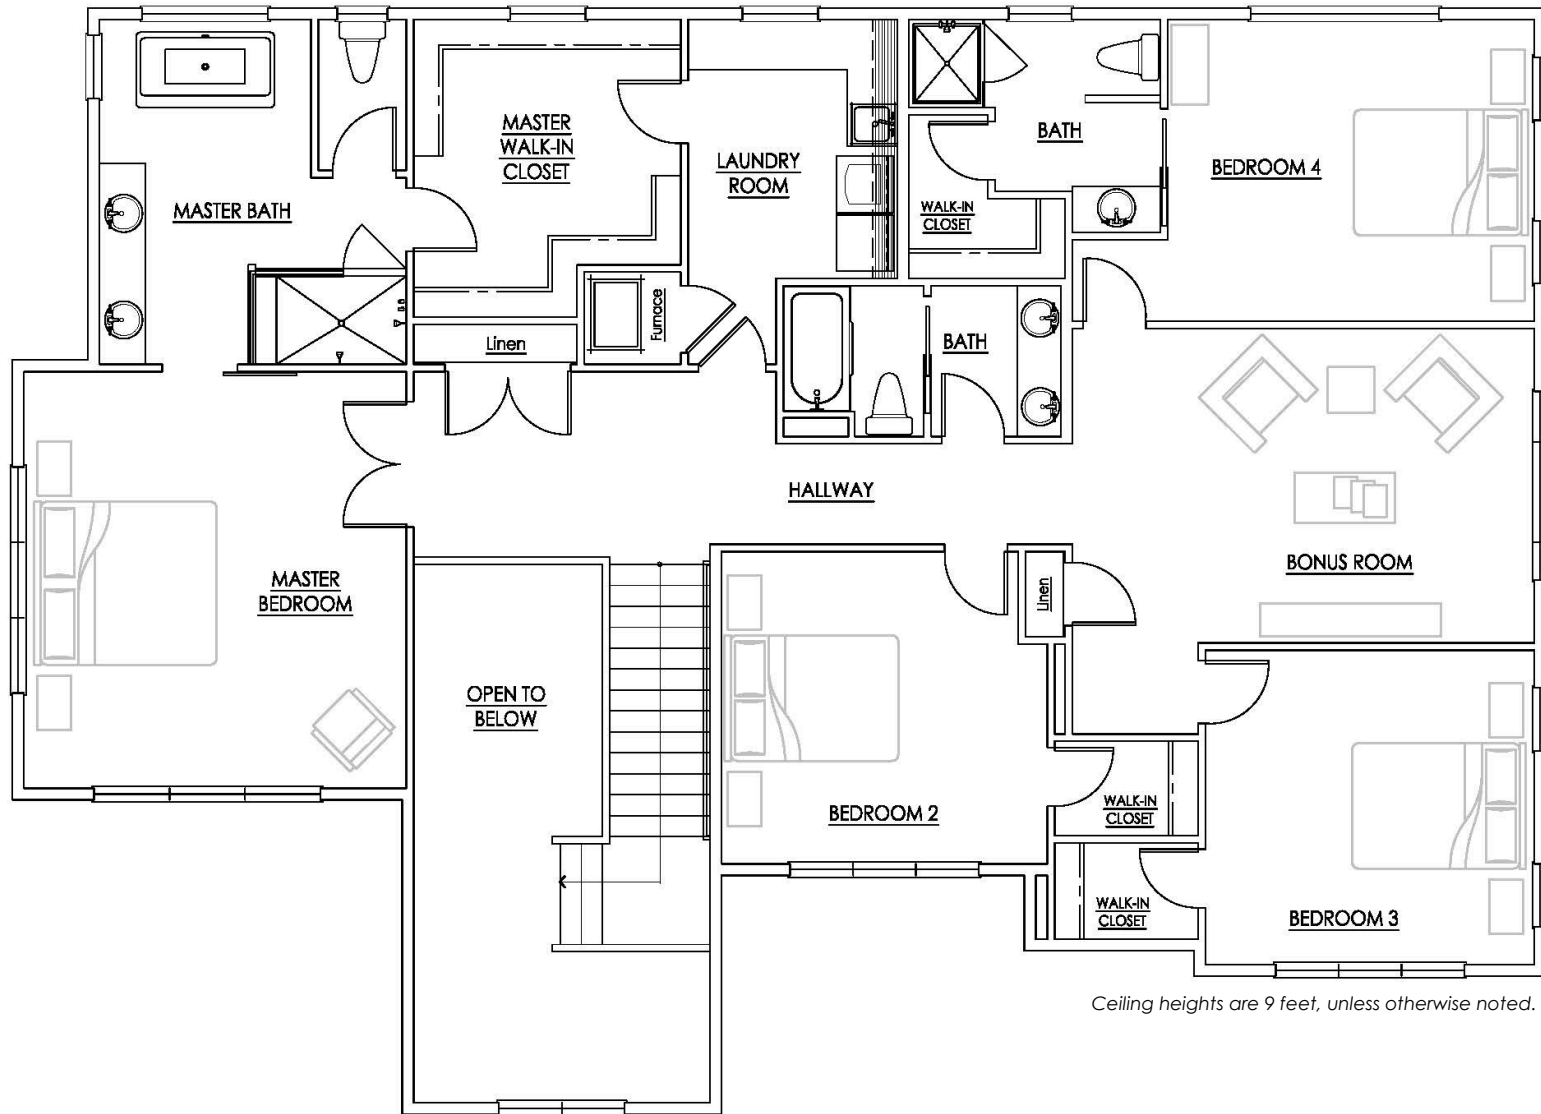 MASTER
WALK-IN
CLOSET
LAUNDRY
ROOM
BATH
BEDROOM 4
MASTER BATH
WALK-IN
CLOSET
Furnace
Linen
BATH
HALLWAY
MASTER
BEDROOM
BONUS ROOM
Linen
OPEN TO
BELOW
BEDROOM 2
WALK-IN
CLOSET
WALK-IN
CLOSET
BEDROOM 3
Ceiling heights are 9 feet, unless otherwise noted.